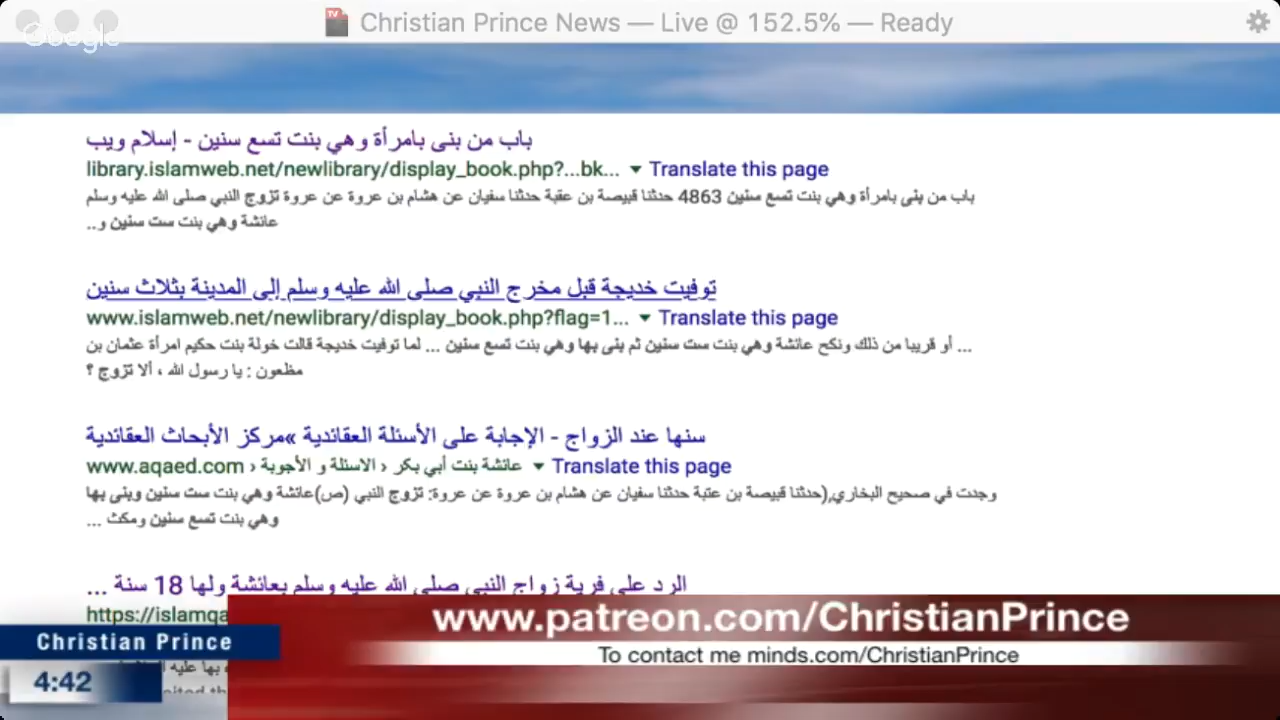 Google
Christian Prince News — Live @ 152.5% — Ready
باب من بنى بامرأة وهي بنت تسع سنين - إسلام ويب
library.islamweb.net/newlibrary/display_book.php?...bk... ▼ Translate this page
باب من بنى بامرأة وهي بنت تسع سنين 4863 حدثنا قبيصة بن عقبة حدثنا سفيان عن هشام بن عروة عن عروة تزوج النبي صلى الله عليه وسلم
عائشة وهي بنت ست سنين و..
توفيت خديجة قبل مخرج النبي صلى الله عليه وسلم إلى المدينة بثلاث سنين
www.islamweb.net/newlibrary/display_book.php?flag=1... ▼ Translate this page
... أو قريبا من ذلك ونكح عائشة وهي بنت ست سنين ثم بنى بها وهي بنت تسع سنين ... لما توفيت خديجة قالت خولة بنت حكيم امرأة عثمان بن
مظعون : يا رسول الله ، ألا تزوج ؟
سنها عند الزواج - الإجابة على الأسئلة العقائدية »مركز الأبحاث العقائدية
www.aqaed.com › الاسئلة و الأجوبة › عائشة بنت أبي بكر ▼ Translate this page
وجدت في صحيح البخاري,(حدثنا قبيصة بن عتبة حدثنا سفيان عن هشام بن عروة عن عروة: تزوج النبي (ص)عائشة وهي بنت ست سنين وبنى بها
وهي بنت تسع سنين ومكث ...
الرد على فرية زواج النبي صلى الله عليه وسلم بعائشة ولها 18 سنة ...
https://islamqa
www.patreon.com/ChristianPrince
Christian Prince
To contact me minds.com/ChristianPrince
بها عليه
4:42